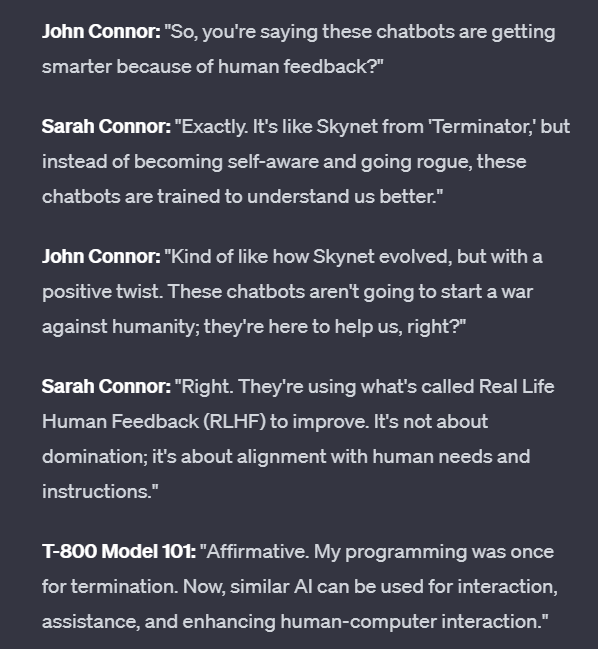 John Connor: "So, you're saying these chatbots are getting
smarter because of human feedback?"
Sarah Connor: "Exactly. It's like Skynet from 'Terminator,' but
instead of becoming self-aware and going rogue, these
chatbots are trained to understand us better."
John Connor: "Kind of like how Skynet evolved, but with a
positive twist. These chatbots aren't going to start a war
against humanity; they're here to help us, right?"
Sarah Connor: "Right. They're using what's called Real Life
Human Feedback (RLHF) to improve. It's not about
domination; it's about alignment with human needs and
instructions."
T-800 Model 101: "Affirmative. My programming was once
for termination. Now, similar AI can be used for interaction,
assistance, and enhancing human-computer interaction."